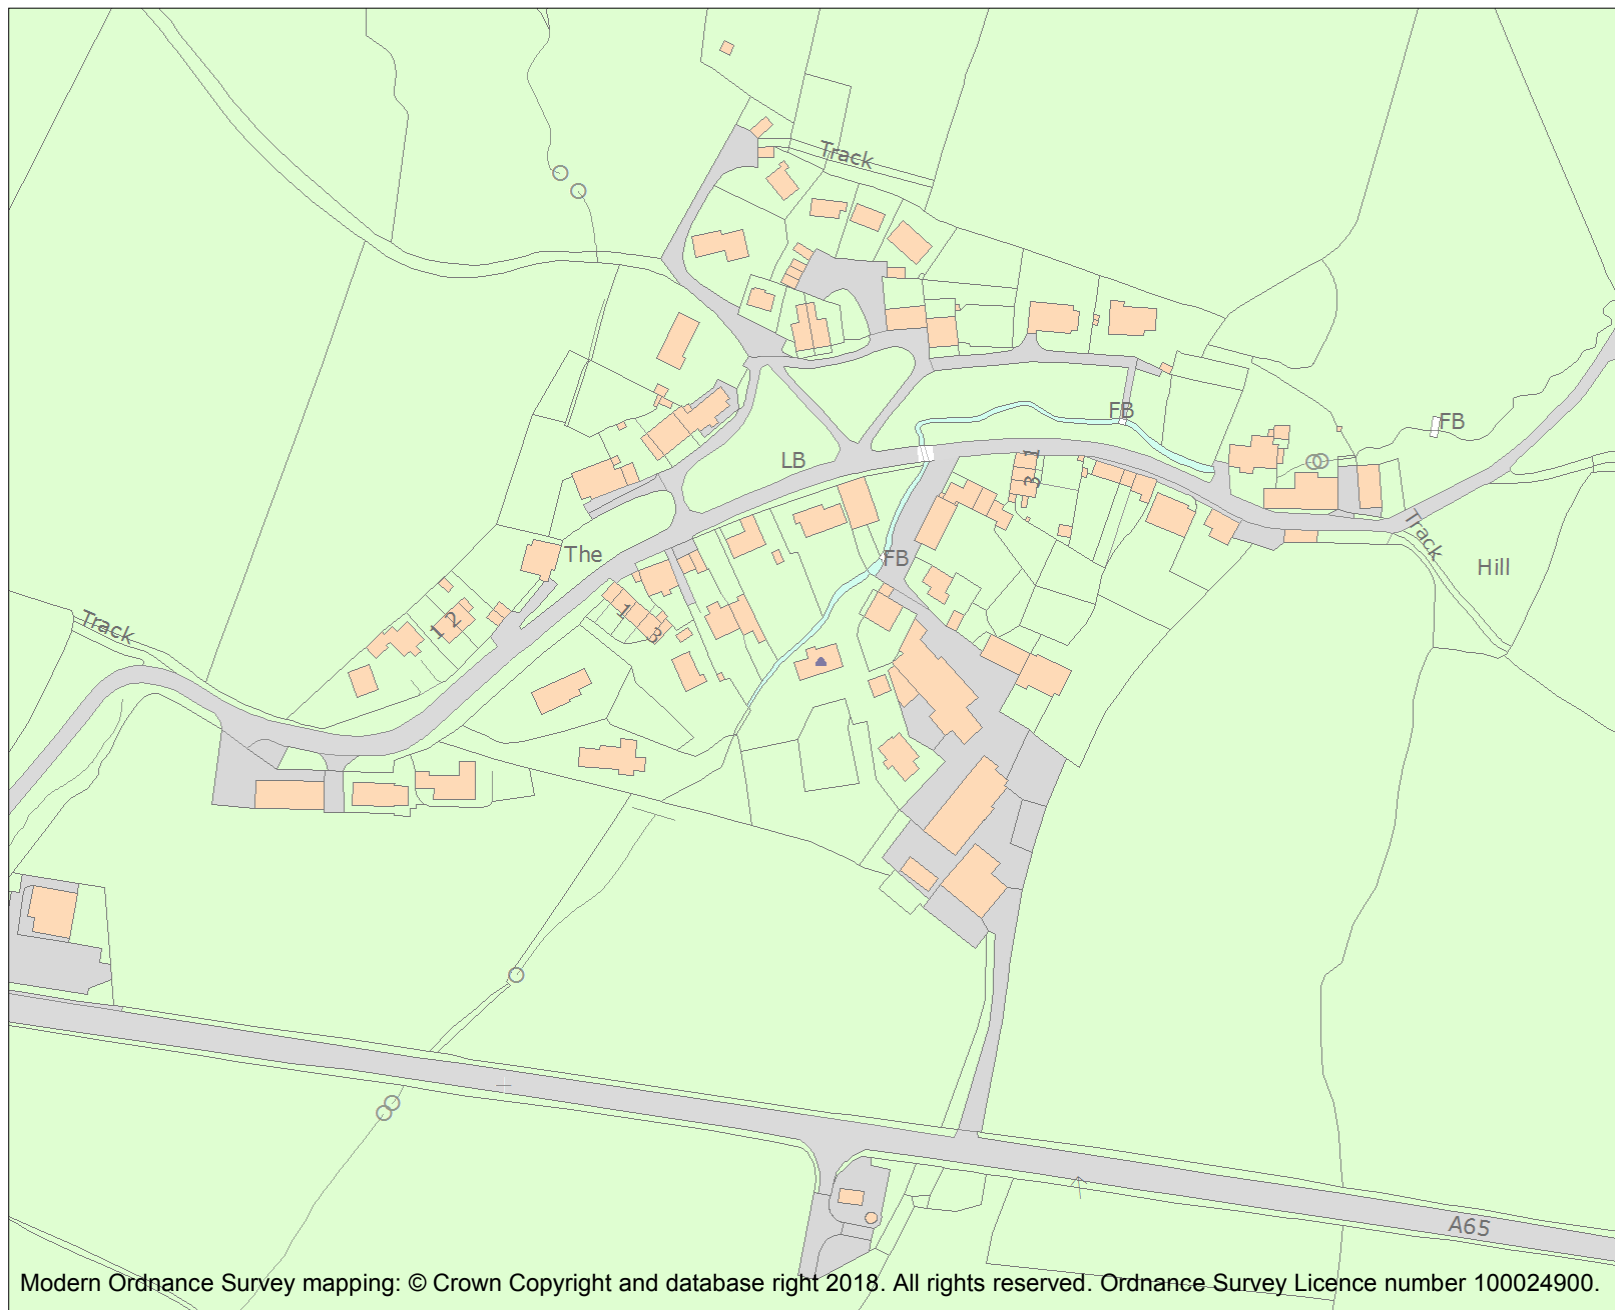 Track
FB
FB
LB
1
3
The
FB
Track
Hill
1 2
1
3
Track
A65
Modern Ordnance Survey mapping: © Crown Copyright and database right 2018. All rights reserved. Ordnance Survey Licence number 100024900.